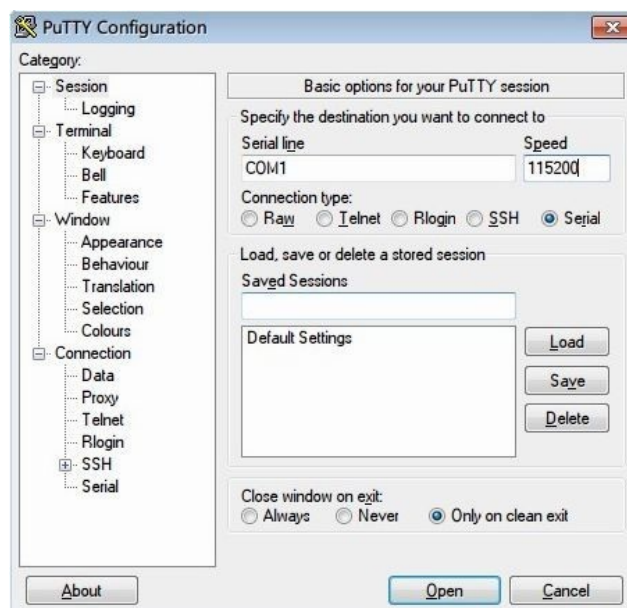 PuTTY Configuration
Category:
Session
Logging
Terminal
Keyboard
Bell
Features
Window
Appearance
Behaviour
Translation
Selection
Colours
Connection
Data
Proxy
Telnet
Rlogin
SSH
Serial
Basic options for your PuTTY session
Specify the destination you want to connect to
Serial line Speed
COM1 115200
Connection type:
Raw Telnet Rlogin SSH Serial
Load, save or delete a stored session
Saved Sessions
Default Settings
Load
Save
Delete
Close window on exit:
Always Never Only on clean exit
About Open Cancel